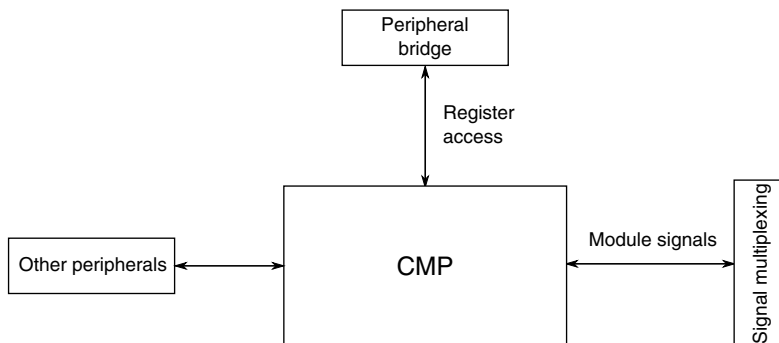 Peripheral
bridge
Register
access
Other peripherals
CMP
Module signals
Signal multiplexing